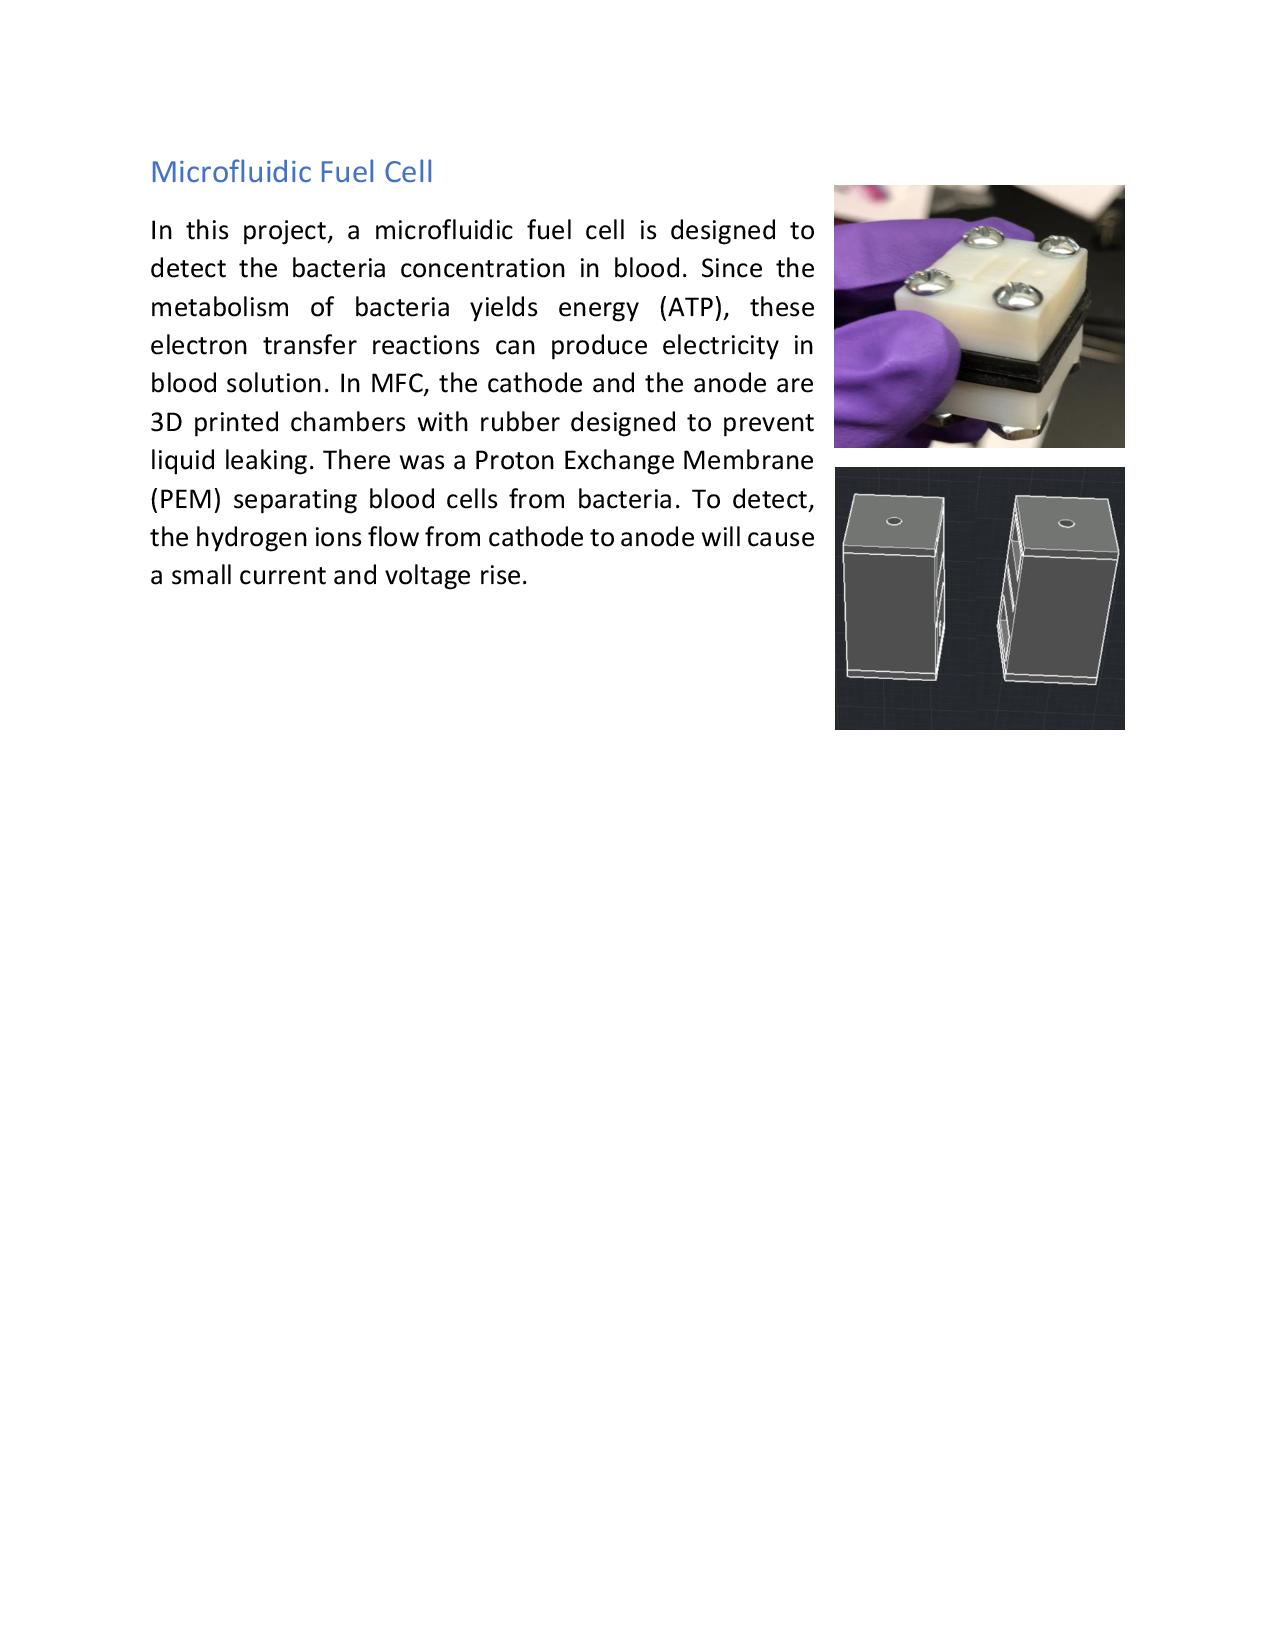 Microfluidic Fuel Cell
In this project, a microfluidic fuel cell is designed to
detect the bacteria concentration in blood. Since the
metabolism of bacteria yields energy (ATP), these
electron transfer reactions can produce electricity in
blood solution. In MFC, the cathode and the anode are
3D printed chambers with rubber designed to prevent
liquid leaking. There was a Proton Exchange Membrane
(PEM) separating blood cells from bacteria. To detect,
the hydrogen ions flow from cathode to anode will cause
a small current and voltage rise.